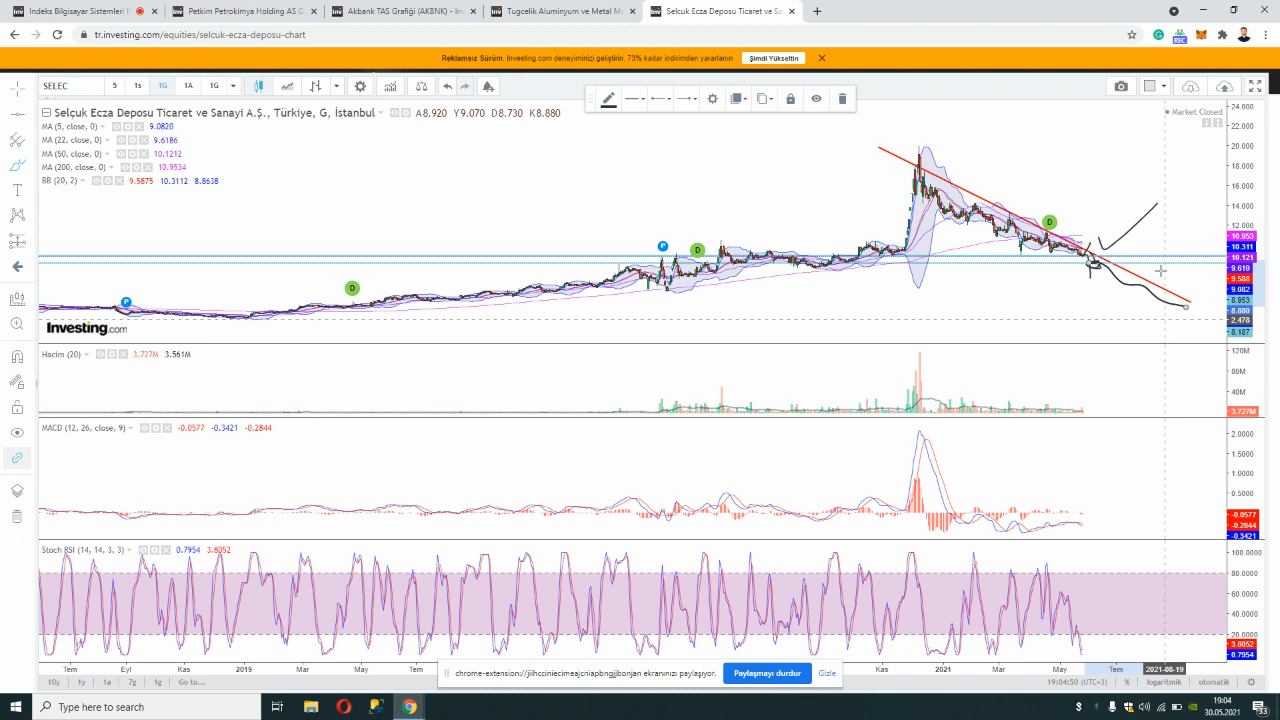 Indeks Bilgisayar Sistemleri M
Petkim Petrokimya Holding AS G
Akbank TAS Grafiği (AKBNK) - Inv
Tugcelik Aluminyum ve Metal Ma
Selcuk Ecza Deposu Ticaret ve Sa
tr.investing.com/equities/selcuk-ecza-deposu-chart
REC
Reklamsız Sürüm. Investing.com deneyiminizi geliştirin. 73% kadar indirimden yararlanın
Şimdi Yükseltin
SELEC 5 1s 1G 1A 1G
Selçuk Ecza Deposu Ticaret ve Sanayi A.Ş., Türkiye, G, İstanbul A8.920 Y9.070 D8.730 K8.880
Market Closed
MA (5, close, 0) 9.0820
MA (22, close, 0) 9.6186
MA (50, close, 0) 10.1212
MA (200, close, 0) 10.9534
BB (20, 2) 9.5875 10.3112 8.8638
24.000
22.000
20.000
18.000
16.000
14.000
12.000
10.953
10.311
10.121
9.619
9.588
9.082
8.953
8.880
2.478
P
D
P
D
D
Investing.com
Hacim (20) 3.727M 3.561M
120M
80M
40M
3.727M
MACD (12, 26, close, 9) -0.0577 -0.3421 -0.2844
2.0000
1.5000
1.0000
0.5000
-0.0577
-0.2844
-0.3421
Stoch RSI (14, 14, 3, 3) 0.7954 3.8052
100.0000
80.0000
60.0000
40.0000
20.0000
3.8052
0.7954
Tem Eyl Kas 2019 Mar May Tem Kas 2021 Mar May Tem 2021-08-19
10y 1y 1a 7g 1g Go to...
19:04:50 (UTC+3) % logaritmik otomatik
ekranınızı paylaşıyor.
Paylaşmayı durdur
Gizle
Type here to search
19:04
30.05.2021
33